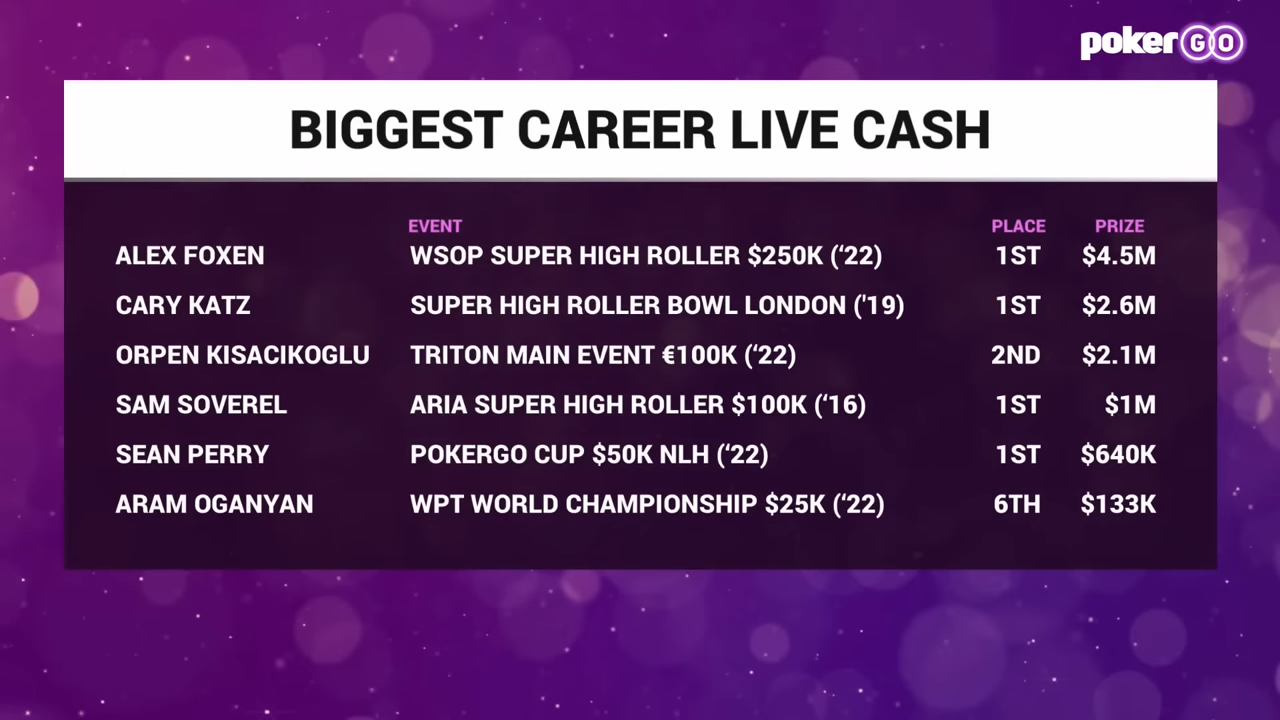 poker GO
BIGGEST CAREER LIVE CASH
EVENT PLACE PRIZE
ALEX FOXEN WSOP SUPER HIGH ROLLER $250K (‘22) 1ST $4.5M
CARY KATZ SUPER HIGH ROLLER BOWL LONDON ('19) 1ST $2.6M
ORPEN KISACIKOGLU TRITON MAIN EVENT €100K (‘22) 2ND $2.1M
SAM SOVEREL ARIA SUPER HIGH ROLLER $100K (‘16) 1ST $1M
SEAN PERRY POKERGO CUP $50K NLH (‘22) 1ST $640K
ARAM OGANYAN WPT WORLD CHAMPIONSHIP $25K (‘22) 6TH $133K